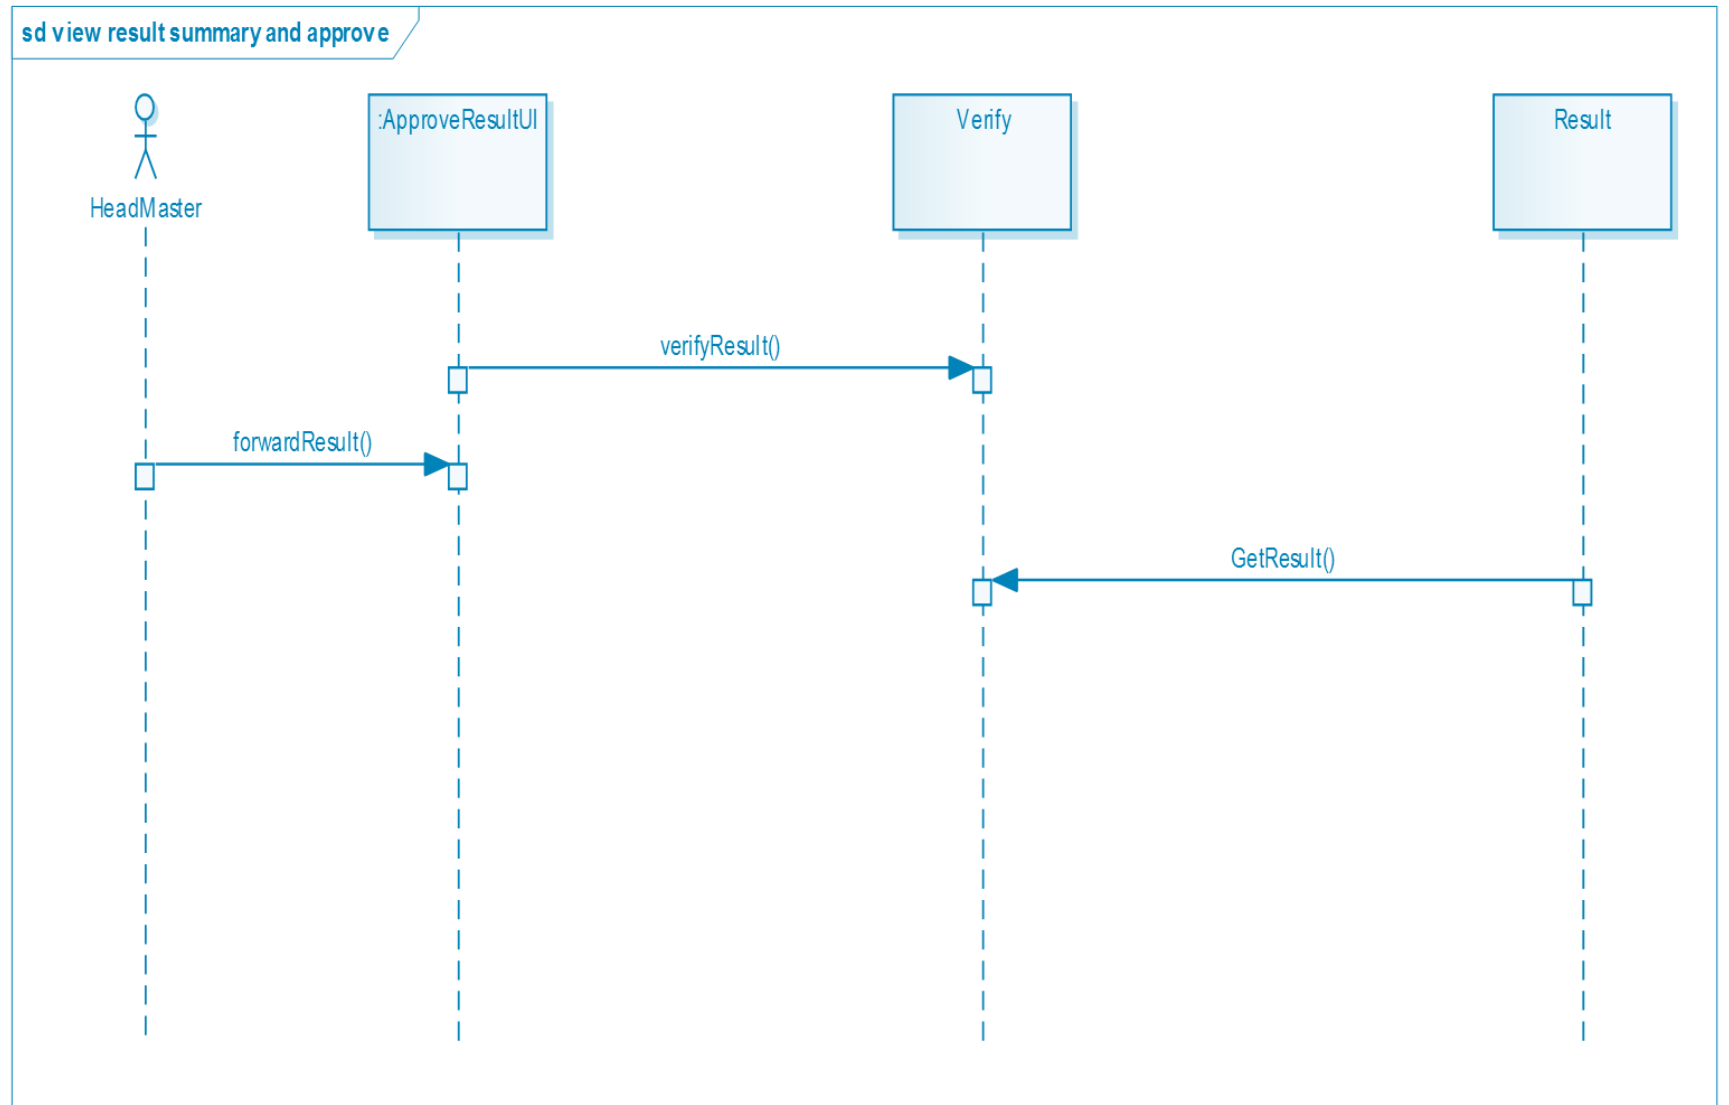 sd view result summary and approve
HeadMaster
:ApproveResultUI
Verify
Result
verifyResult()
forwardResult()
GetResult()